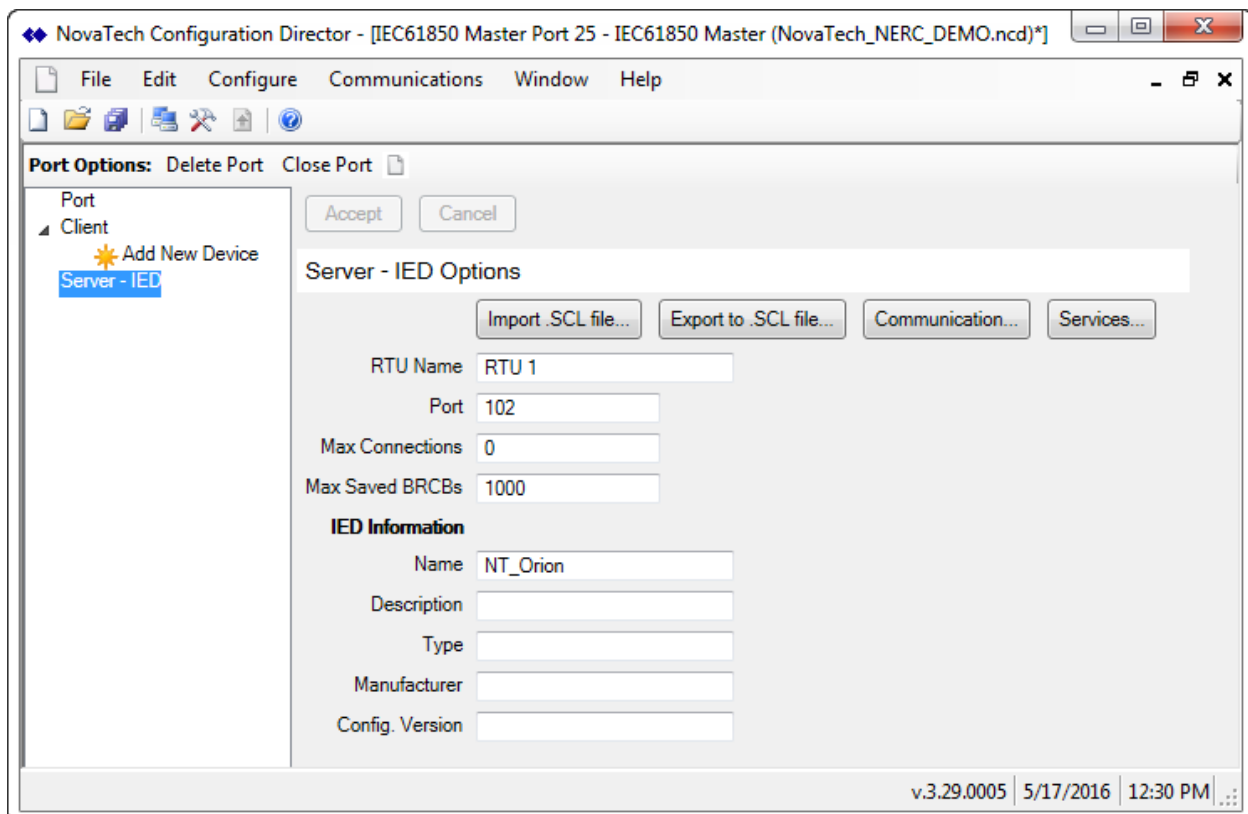 NovaTech Configuration Director - [IEC61850 Master Port 25 - IEC61850 Master (NovaTech_NERC_DEMO.ncd)*]
File Edit Configure Communications Window Help
Port Options: Delete Port Close Port
Port
Client
Add New Device
Server - IED
Accept Cancel
Server - IED Options
Import .SCL file... Export to .SCL file... Communication... Services...
RTU Name RTU 1
Port 102
Max Connections 0
Max Saved BRCBs 1000
IED Information
Name NT_Orion
Description
Type
Manufacturer
Config. Version
v.3.29.0005 5/17/2016 12:30 PM